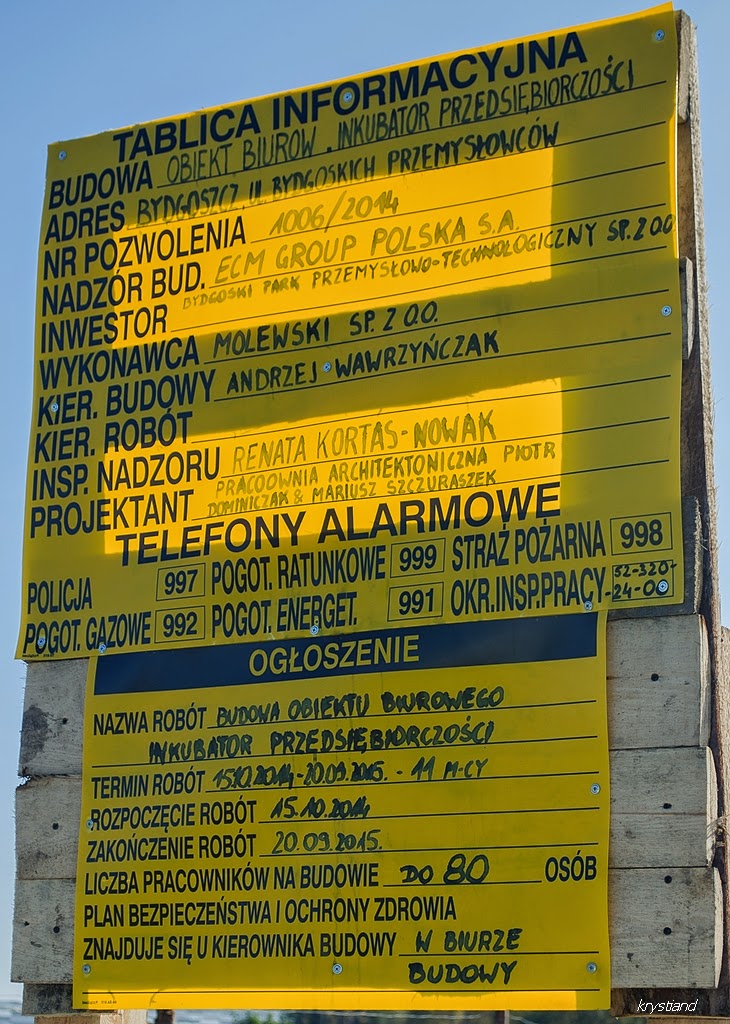 TABLICA INFORMACYJNA
BUDOWA OBIEKT BIUROW. INKUBATOR PRZEDSIĘBIORCZOŚCI
ADRES BYDGOSZCZ, UL. BYDGOSKICH PRZEMYSŁOWCÓW
NR POZWOLENIA 1006/2014
NADZÓR BUD. ECM GROUP POLSKA S.A.
INWESTOR BYDGOSKI PARK PRZEMYSŁOWO-TECHNOLOGICZNY SP. Z O.O
WYKONAWCA MOLEWSKI SP. Z O.O.
KIER. BUDOWY ANDRZEJ WAWRZYŃCZAK
KIER. ROBÓT
INSP. NADZORU RENATA KORTAS-NOWAK
PROJEKTANT PRACOOWNIA ARCHITEKTONICZNA PIOTR
DOMINICZAK & MARIUSZ SZCZURASZEK
TELEFONY ALARMOWE
POLICJA 997 POGOT. RATUNKOWE 999 STRAŻ POŻARNA 998
POGOT. GAZOWE 992 POGOT. ENERGET. 991 OKR.INSP.PRACY 52-320-
24-00
OGŁOSZENIE
NAZWA ROBÓT BUDOWA OBIEKTU BIUROWEGO
INKUBATOR PRZEDSIĘBIORCZOŚCI
TERMIN ROBÓT 15.10.2014-20.09.2015. - 11 M-CY
ROZPOCZĘCIE ROBÓT 15.10.2014
ZAKOŃCZENIE ROBÓT 20.09.2015.
LICZBA PRACOWNIKÓW NA BUDOWIE DO 80 OSÓB
PLAN BEZPIECZEŃSTWA I OCHRONY ZDROWIA
ZNAJDUJE SIĘ U KIEROWNIKA BUDOWY W BIURZE
BUDOWY
krystiand